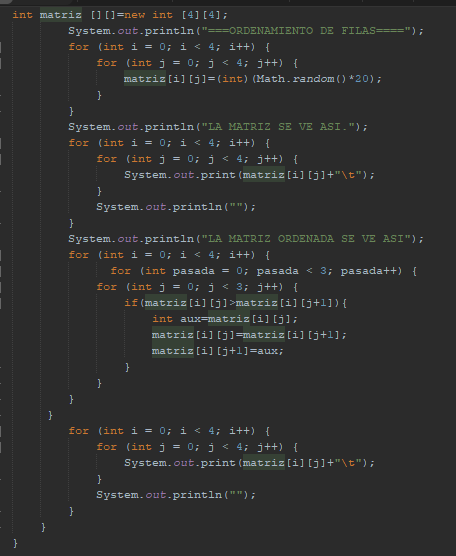 int matriz [][]=new int [4][4];
System.out.println("===ORDENAMIENTO DE FILAS====");
for (int i = 0; i < 4; i++) {
for (int j = 0; j < 4; j++) {
matriz[i][j]=(int)(Math.random()*20);
}
}
System.out.println("LA MATRIZ SE VE ASI.");
for (int i = 0; i < 4; i++) {
for (int j = 0; j < 4; j++) {
System.out.print(matriz[i][j]+"\t");
}
System.out.println("");
}
System.out.println("LA MATRIZ ORDENADA SE VE ASI");
for (int i = 0; i < 4; i++) {
for (int pasada = 0; pasada < 3; pasada++) {
for (int j = 0; j < 3; j++) {
if(matriz[i][j]>matriz[i][j+1]){
int aux=matriz[i][j];
matriz[i][j]=matriz[i][j+1];
matriz[i][j+1]=aux;
}
}
}
}
for (int i = 0; i < 4; i++) {
for (int j = 0; j < 4; j++) {
System.out.print(matriz[i][j]+"\t");
}
System.out.println("");
}
}
}